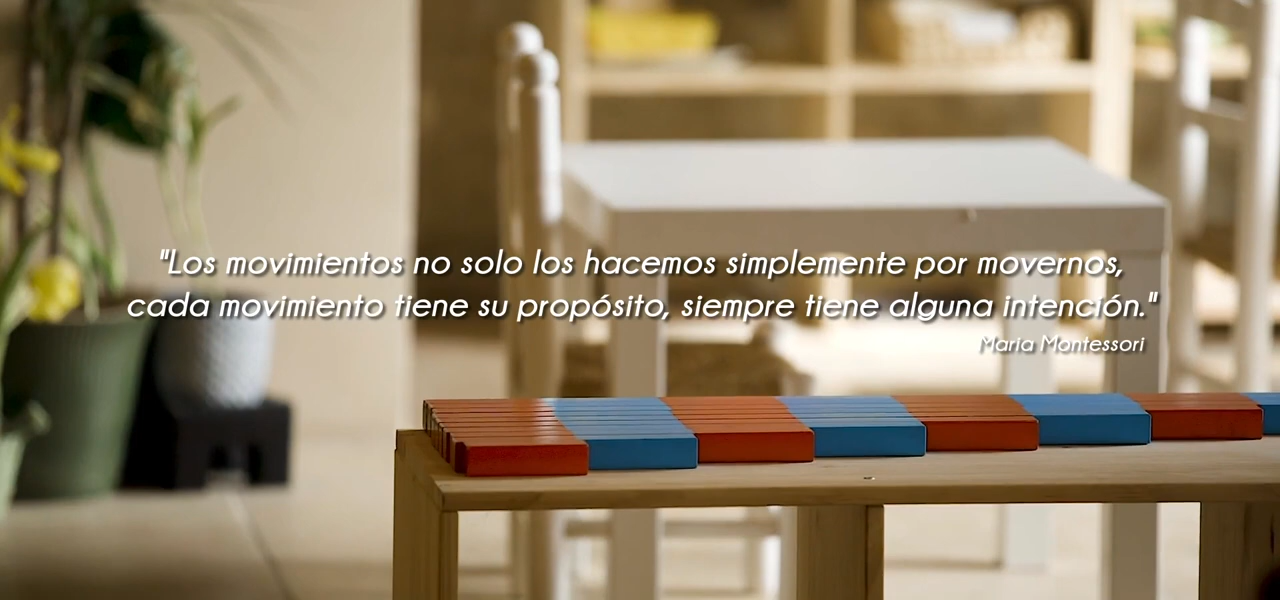 "Los movimientos no solo los hacemos simplemente por movernos,
cada movimiento tiene su propósito, siempre tiene alguna intención."
Maria Montessori